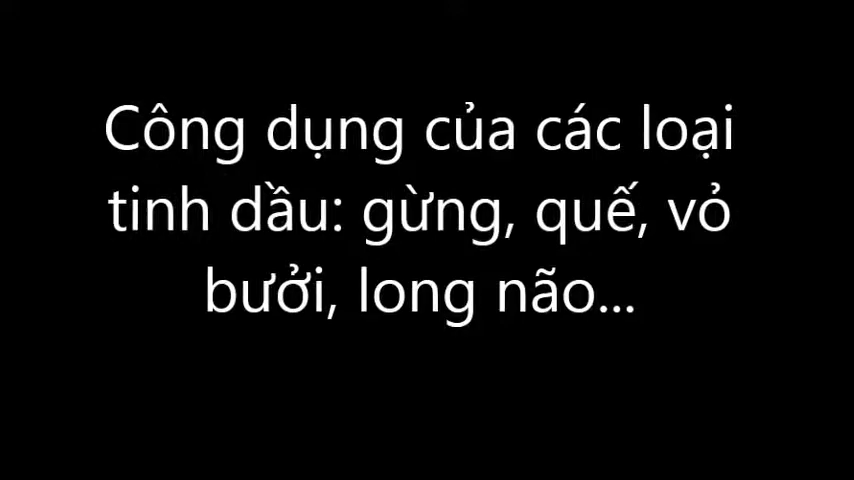 Công dụng của các loại
tinh dầu: gừng, quế, vỏ
bưởi, long não...